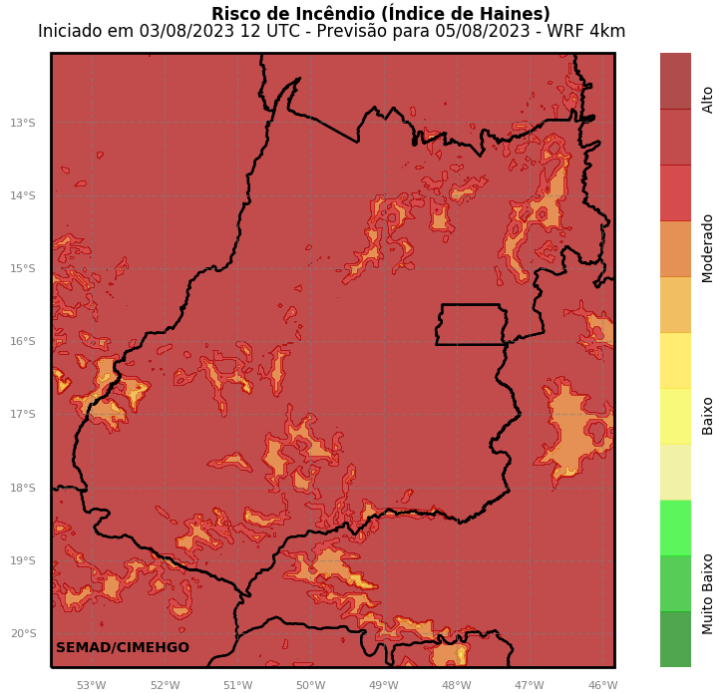 Risco de Incêndio (Índice de Haines)
Iniciado em 03/08/2023 12 UTC - Previsão para 05/08/2023 - WRF 4km
13°S
14°S
15°S
16°S
17°S
18°S
19°S
20°S
SEMAD/CIMEHGO
53°W 52°W 51°W 50°W 49°W 48°W 47°W 46°W
Alto
Moderado
Baixo
Muito Baixo